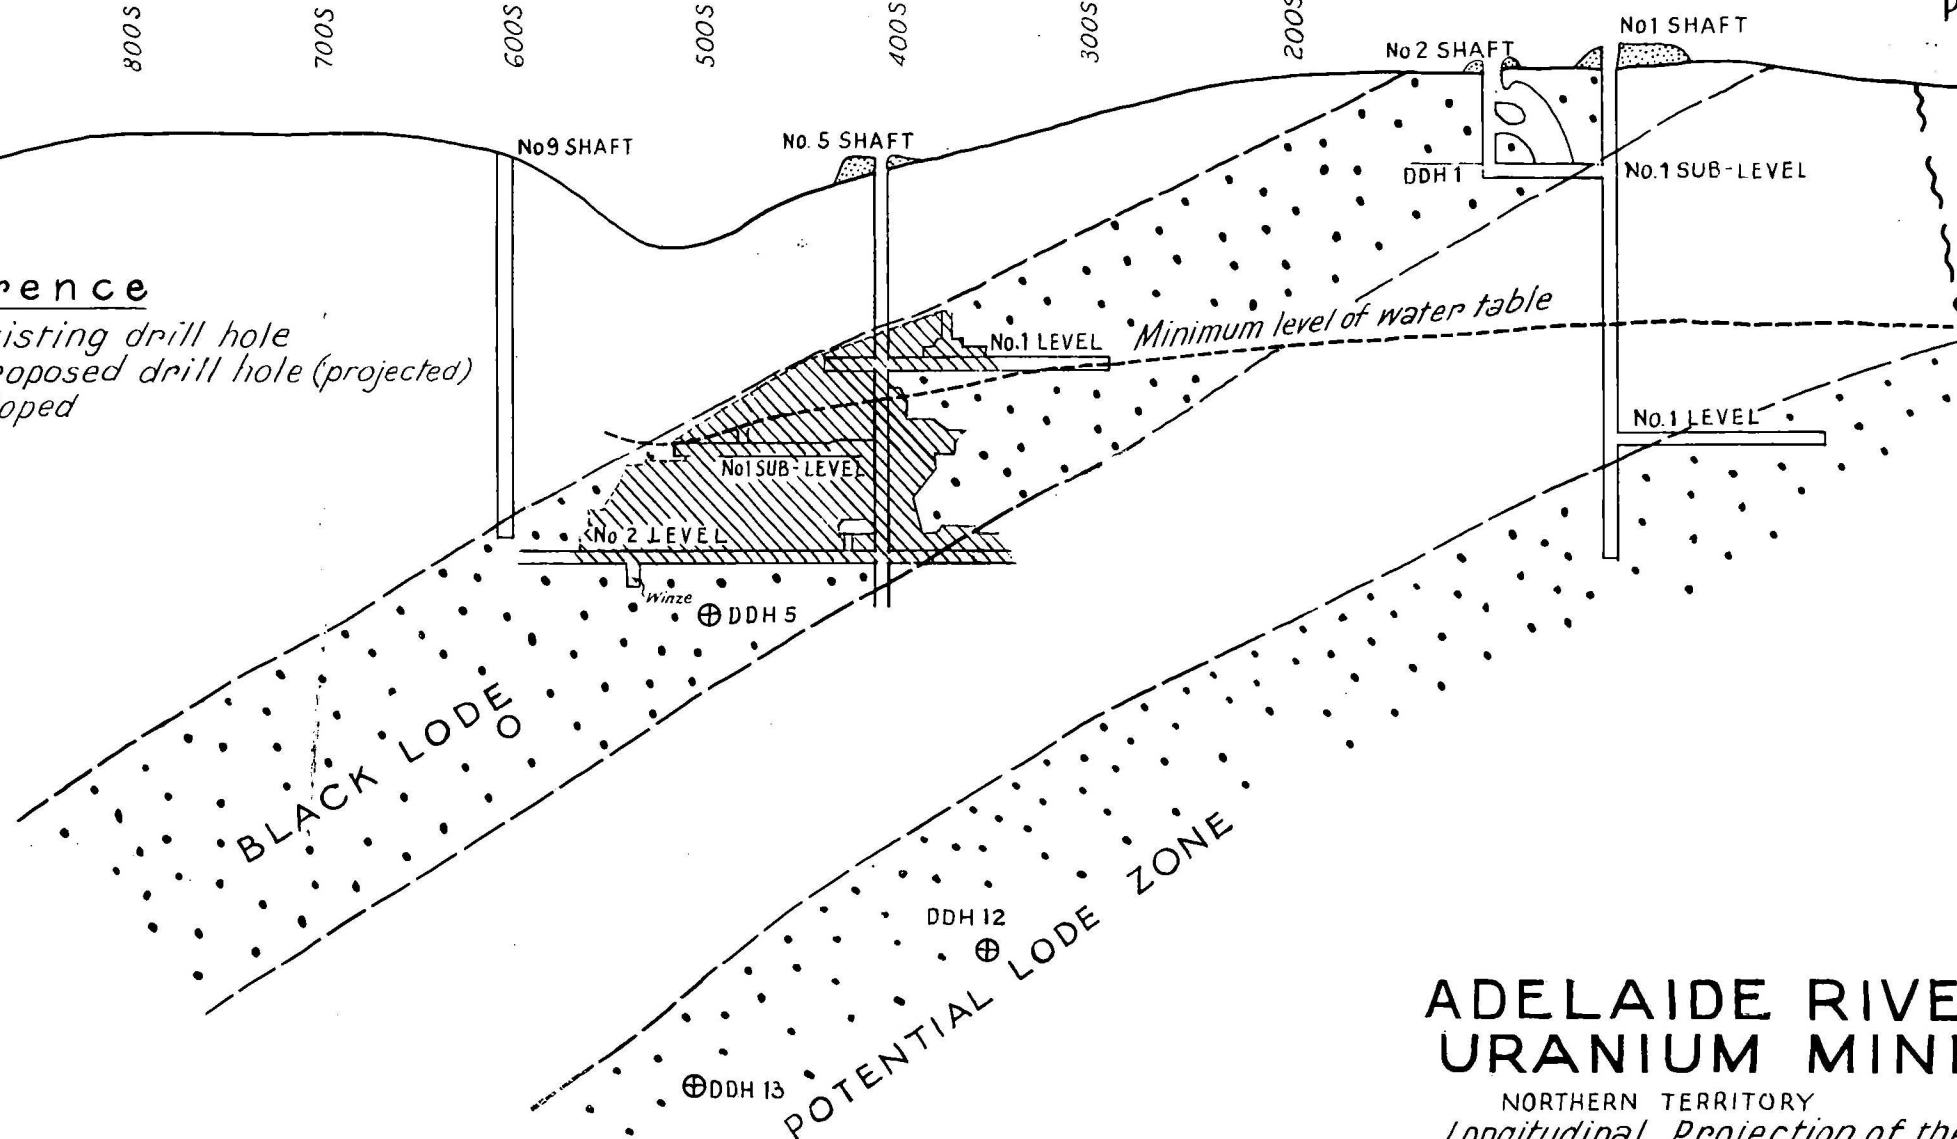 800S
700S
600S
500S
400S
300S
200S
No1 SHAFT
No 2 SHAFT
No9 SHAFT
No. 5 SHAFT
DDH 1
No.1 SUB-LEVEL
rence
isting drill hole
oposed drill hole (projected)
oped
Minimum level of water table
No.1 LEVEL
No.1 LEVEL
No1 SUB-LEVEL
No 2 LEVEL
Winze
DDH 5
BLACK LODE
DDH 12
POTENTIAL LODE ZONE
DDH 13
ADELAIDE RIVE
URANIUM MIN
NORTHERN TERRITORY
Longitudinal Projection of the